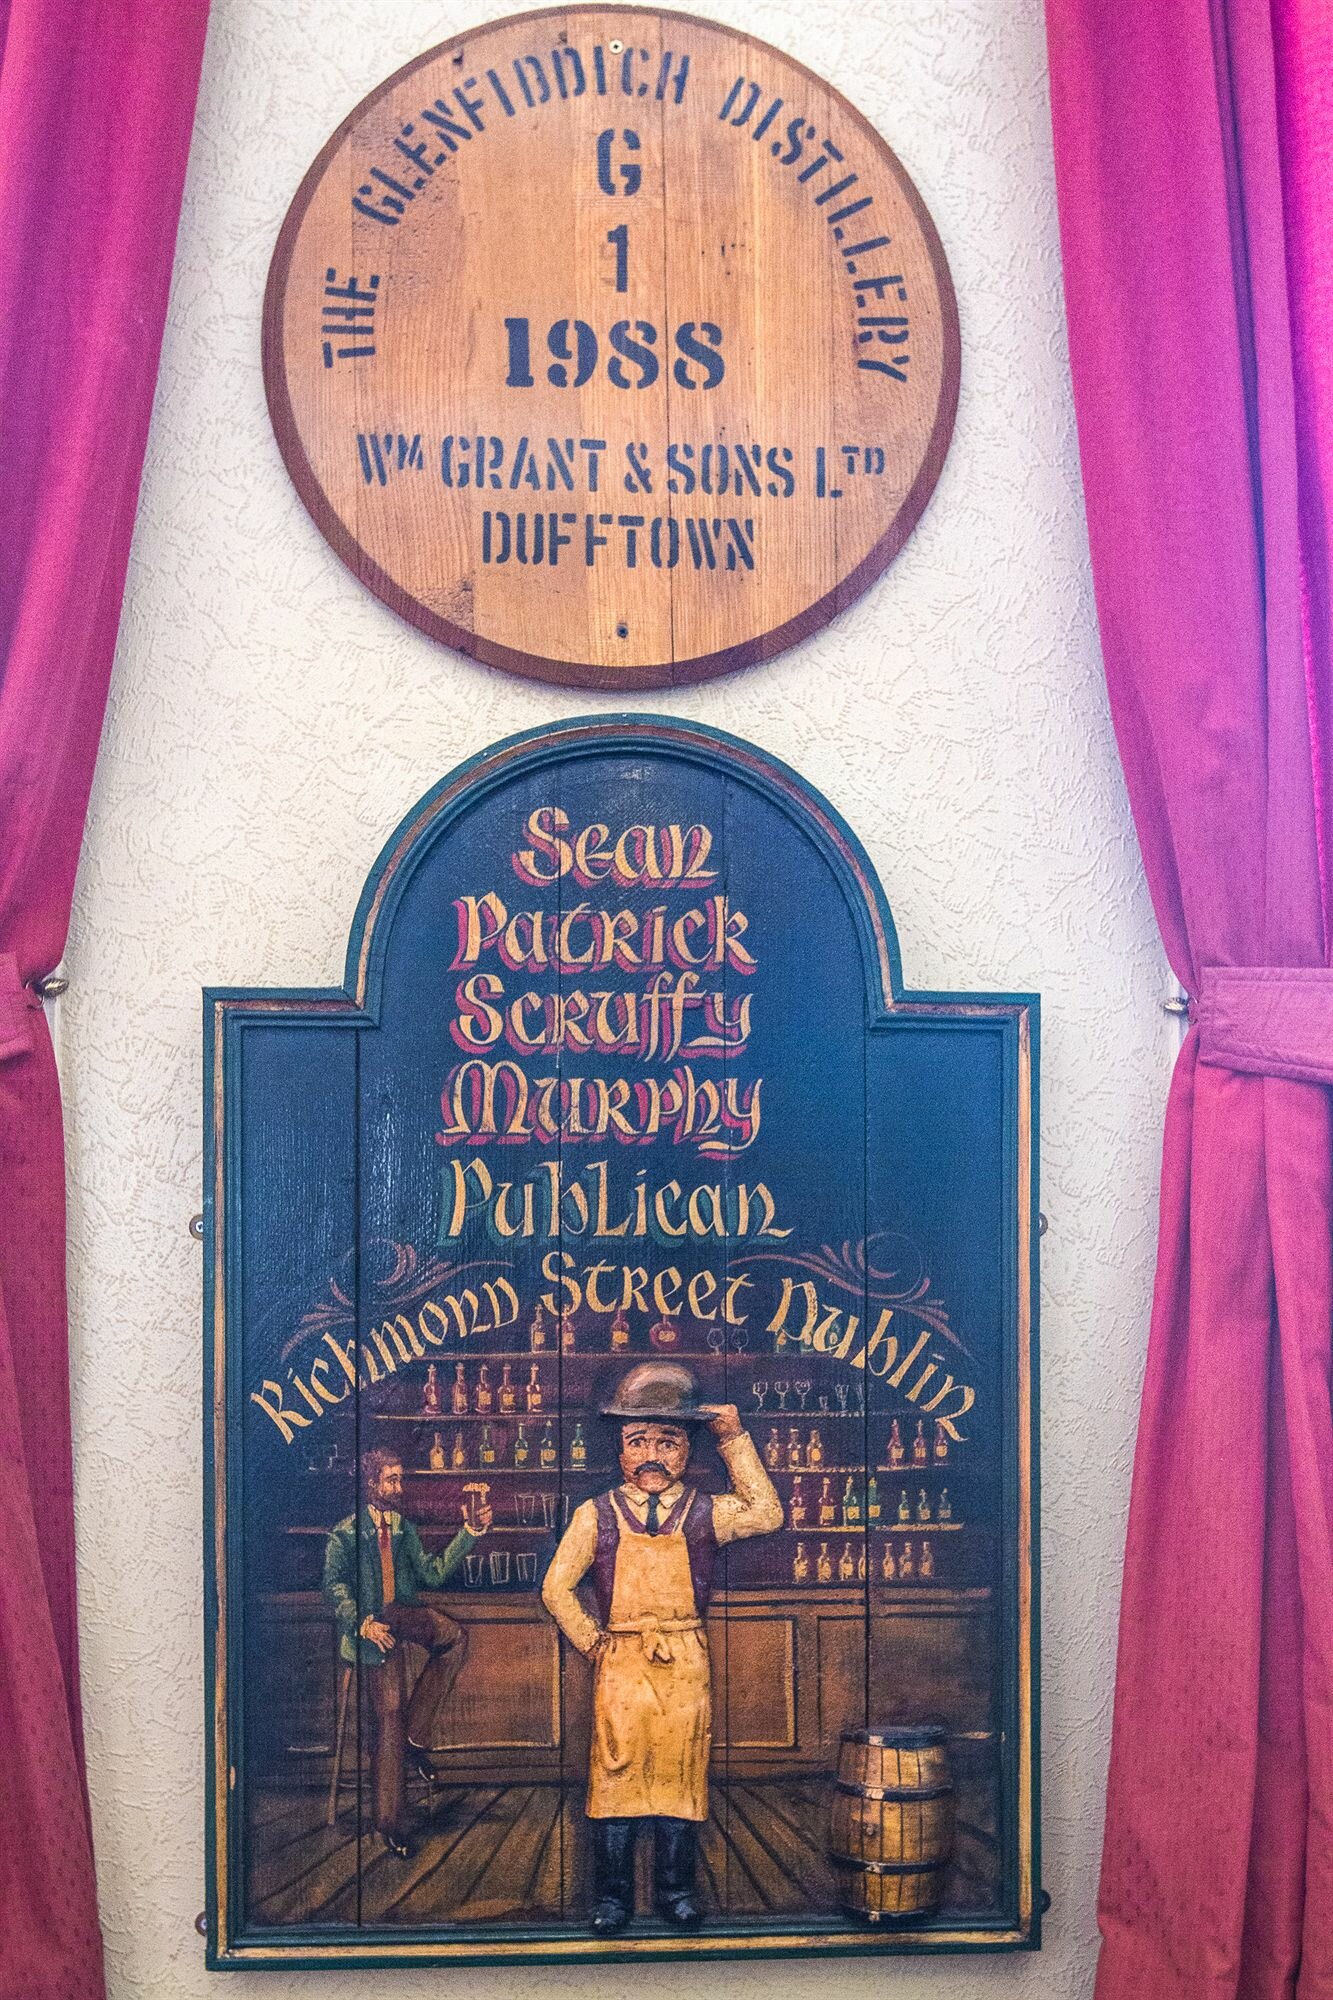 THE GLENFIDDICH DISTILLERY
G
1
1988
WM GRANT & SONS LTD
DUFFTOWN
Sean
Patrick
Scruffy
Murphy
Publican
Richmond Street Dublin